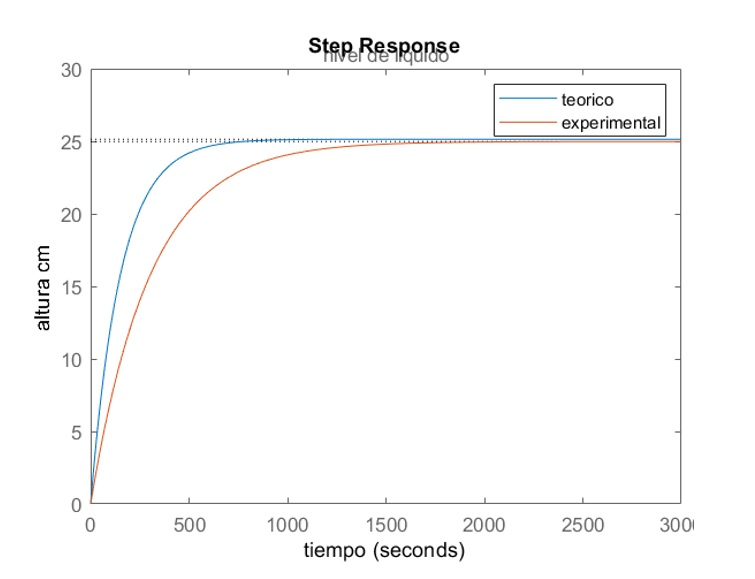 Step Response
nivel de liquido
30
25
20
15
10
5
0
altura cm
teorico
experimental
0 500 1000 1500 2000 2500 3000
tiempo (seconds)